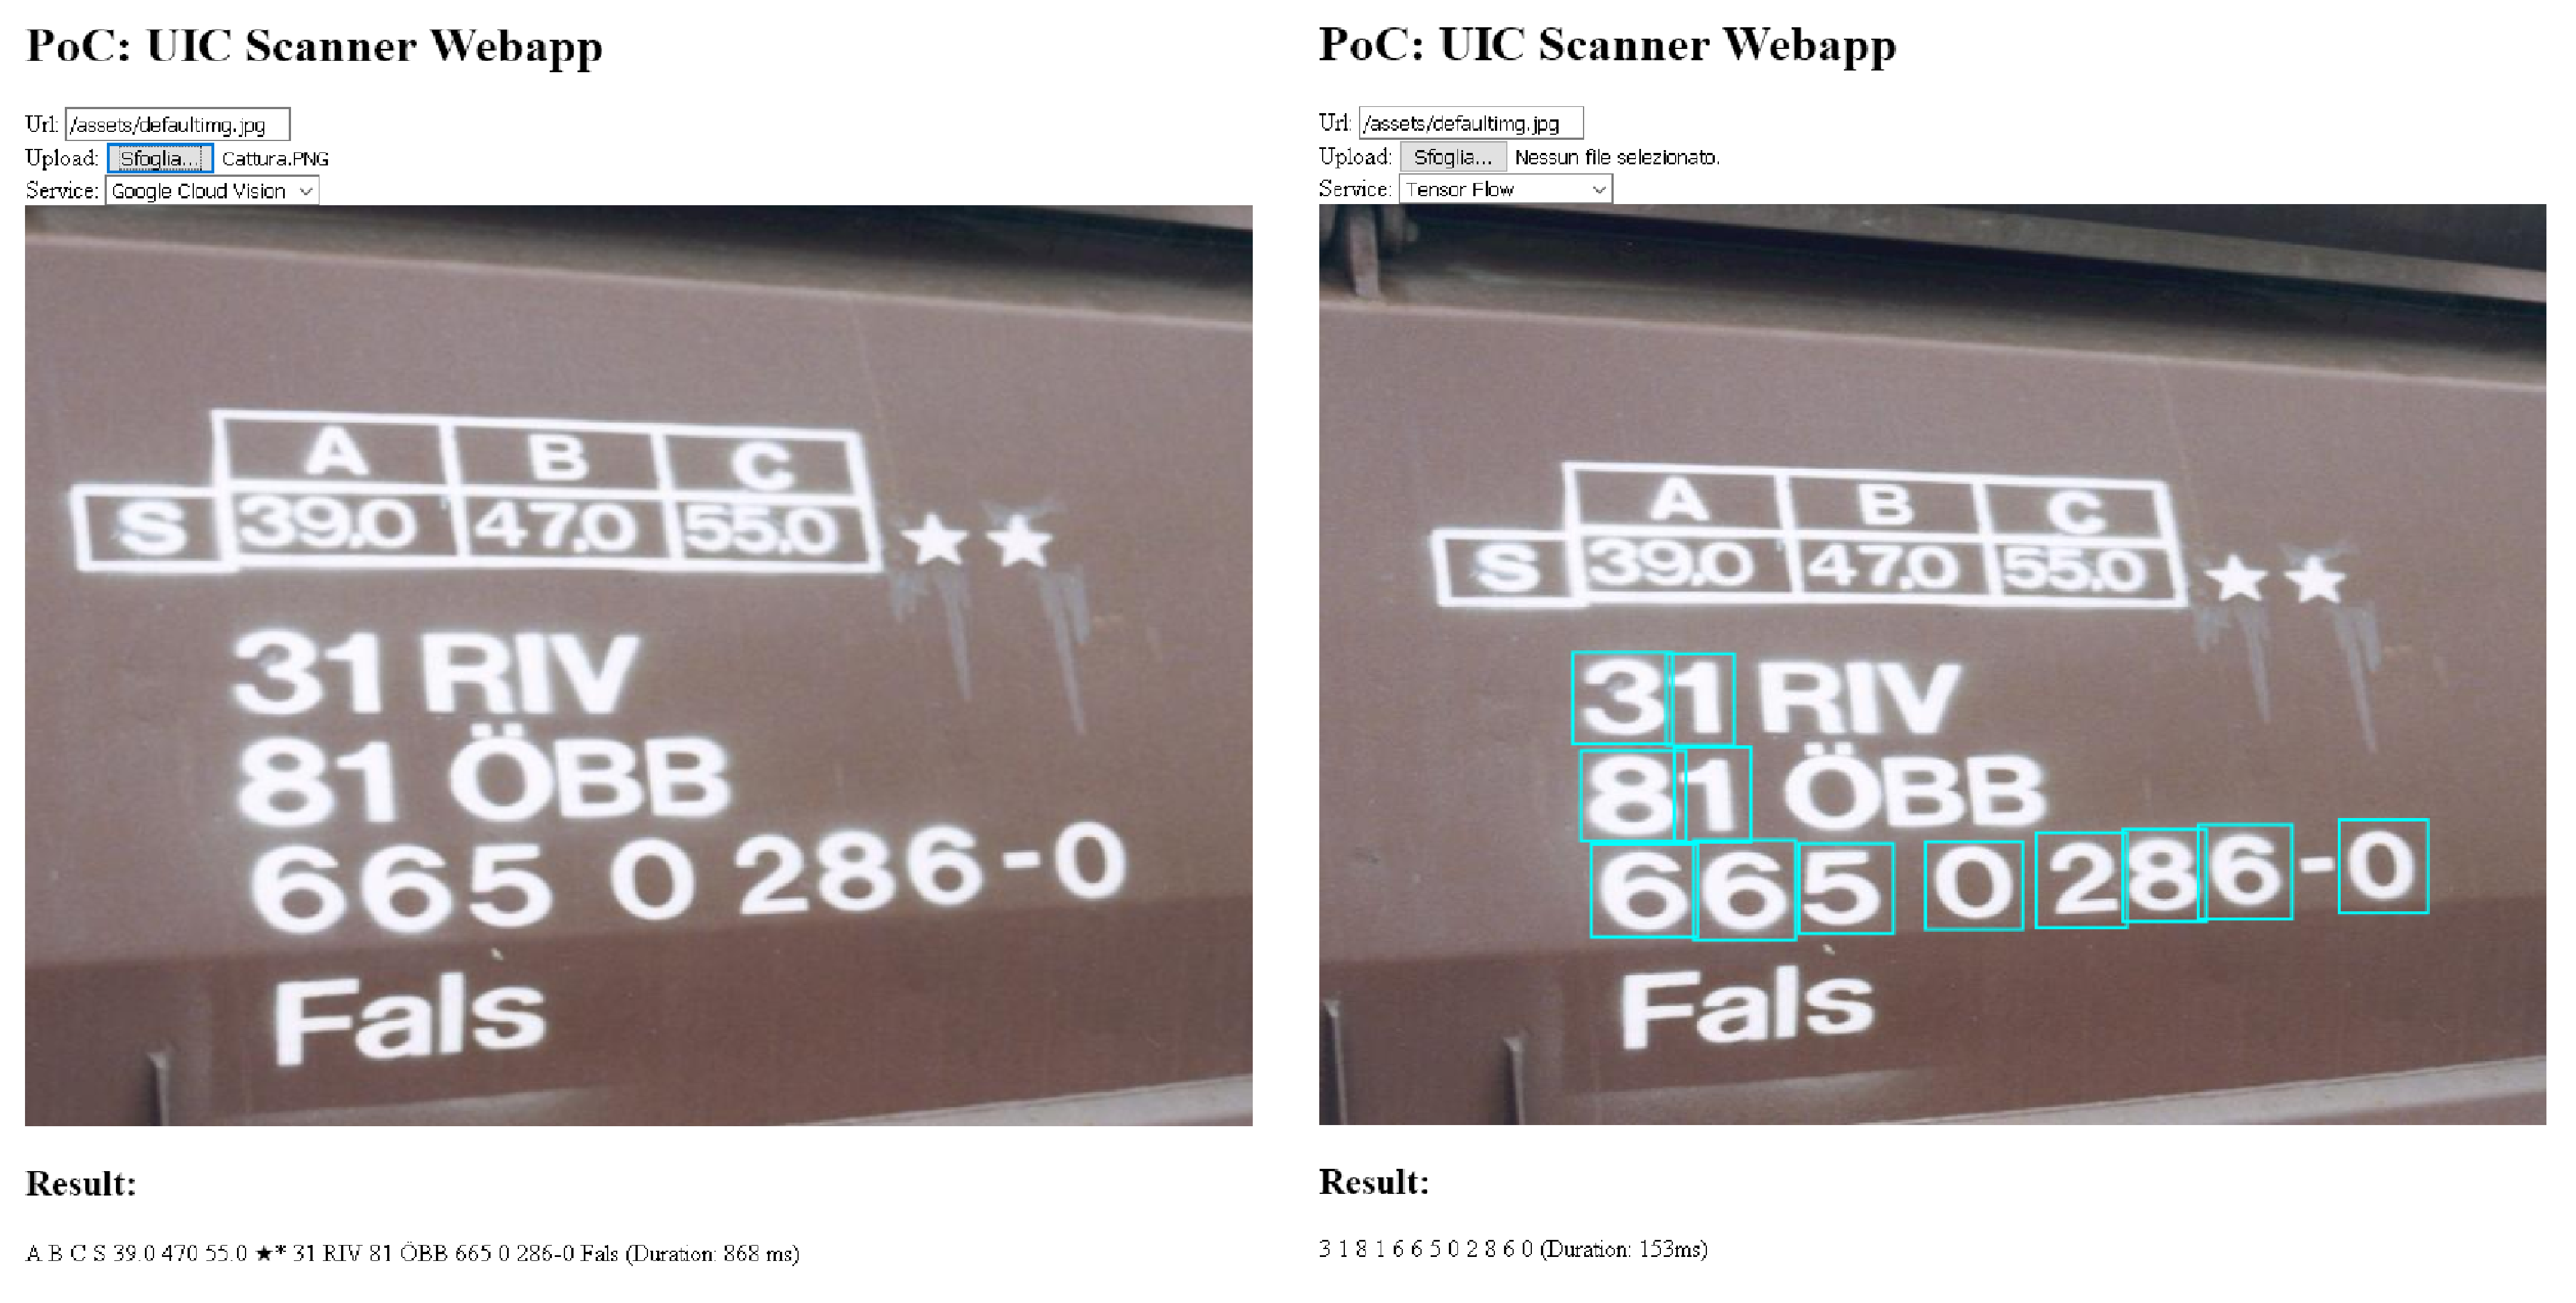 PoC: UIC Scanner Webapp
Url: /assets/defaultimg.jpg
Upload: Sfoglia... Cattura.PNG
Service: Google Cloud Vision
A B C
S 39.0 47.0 55.0 ★★
31 RIV
81 ÖBB
665 0 286-0
Fals
Result:
A B C S 39.0 470 55.0 ★* 31 RIV 81 ÖBB 665 0 286-0 Fals (Duration: 868 ms)
PoC: UIC Scanner Webapp
Url: /assets/defaultimg.jpg
Upload: Sfoglia... Nessun file selezionato.
Service: Tensor Flow
A B C
S 39.0 47.0 55.0 ★★
31 RIV
81 ÖBB
665 0 286-0
Fals
Result:
3 1 8 1 6 6 5 0 2 8 6 0 (Duration: 153ms)